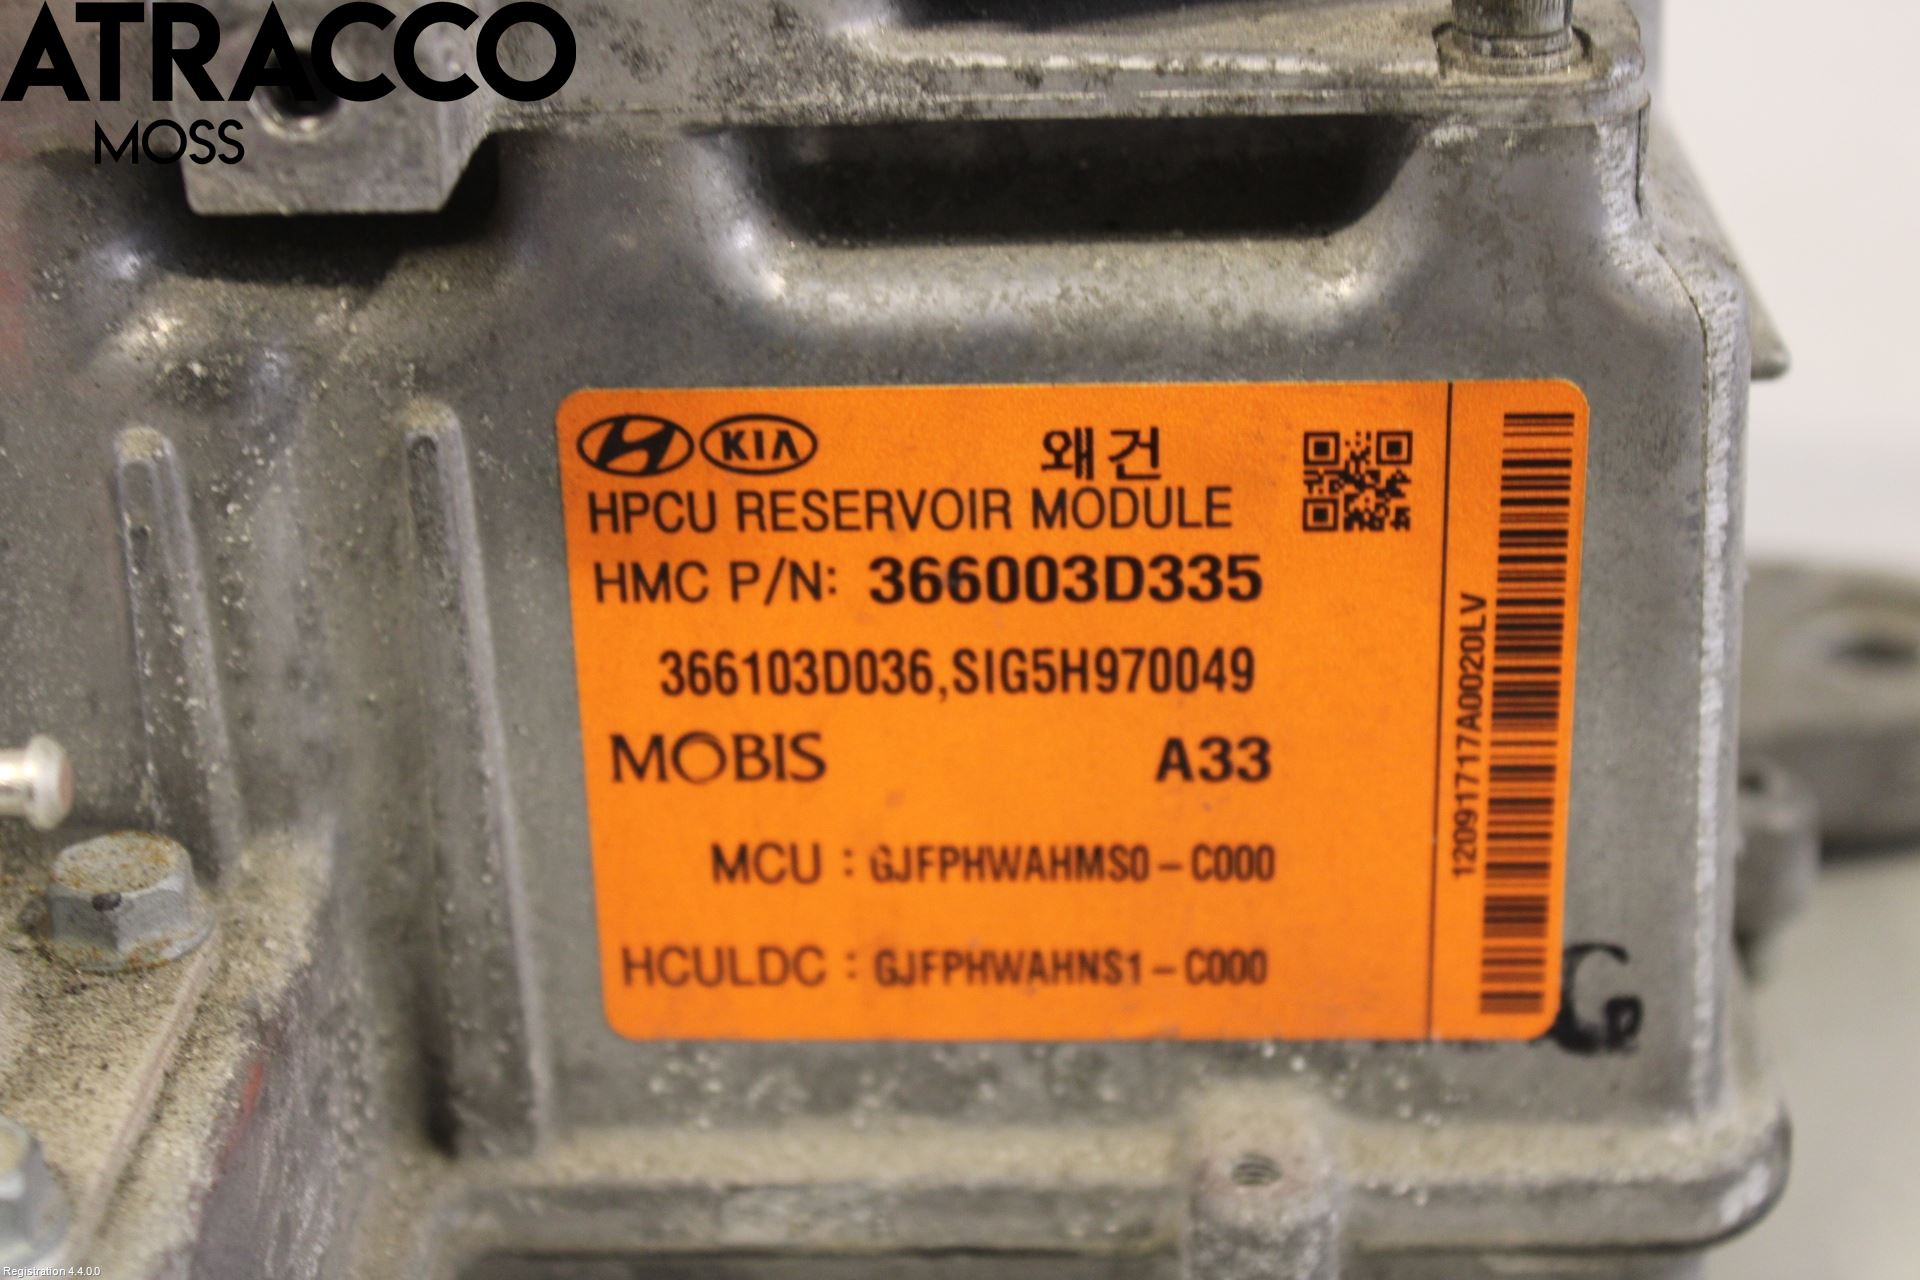 ATRACCO
MOSS
KIA 왜건
HPCU RESERVOIR MODULE
HMC P/N: 366003D335
366103D036,SIG5H970049
MOBIS A33
MCU : GJFPHWAHMS0-C000
HCULDC : GJFPHWAHNS1-C000
12091717A0020LV
G
Registration 4.4.0.0